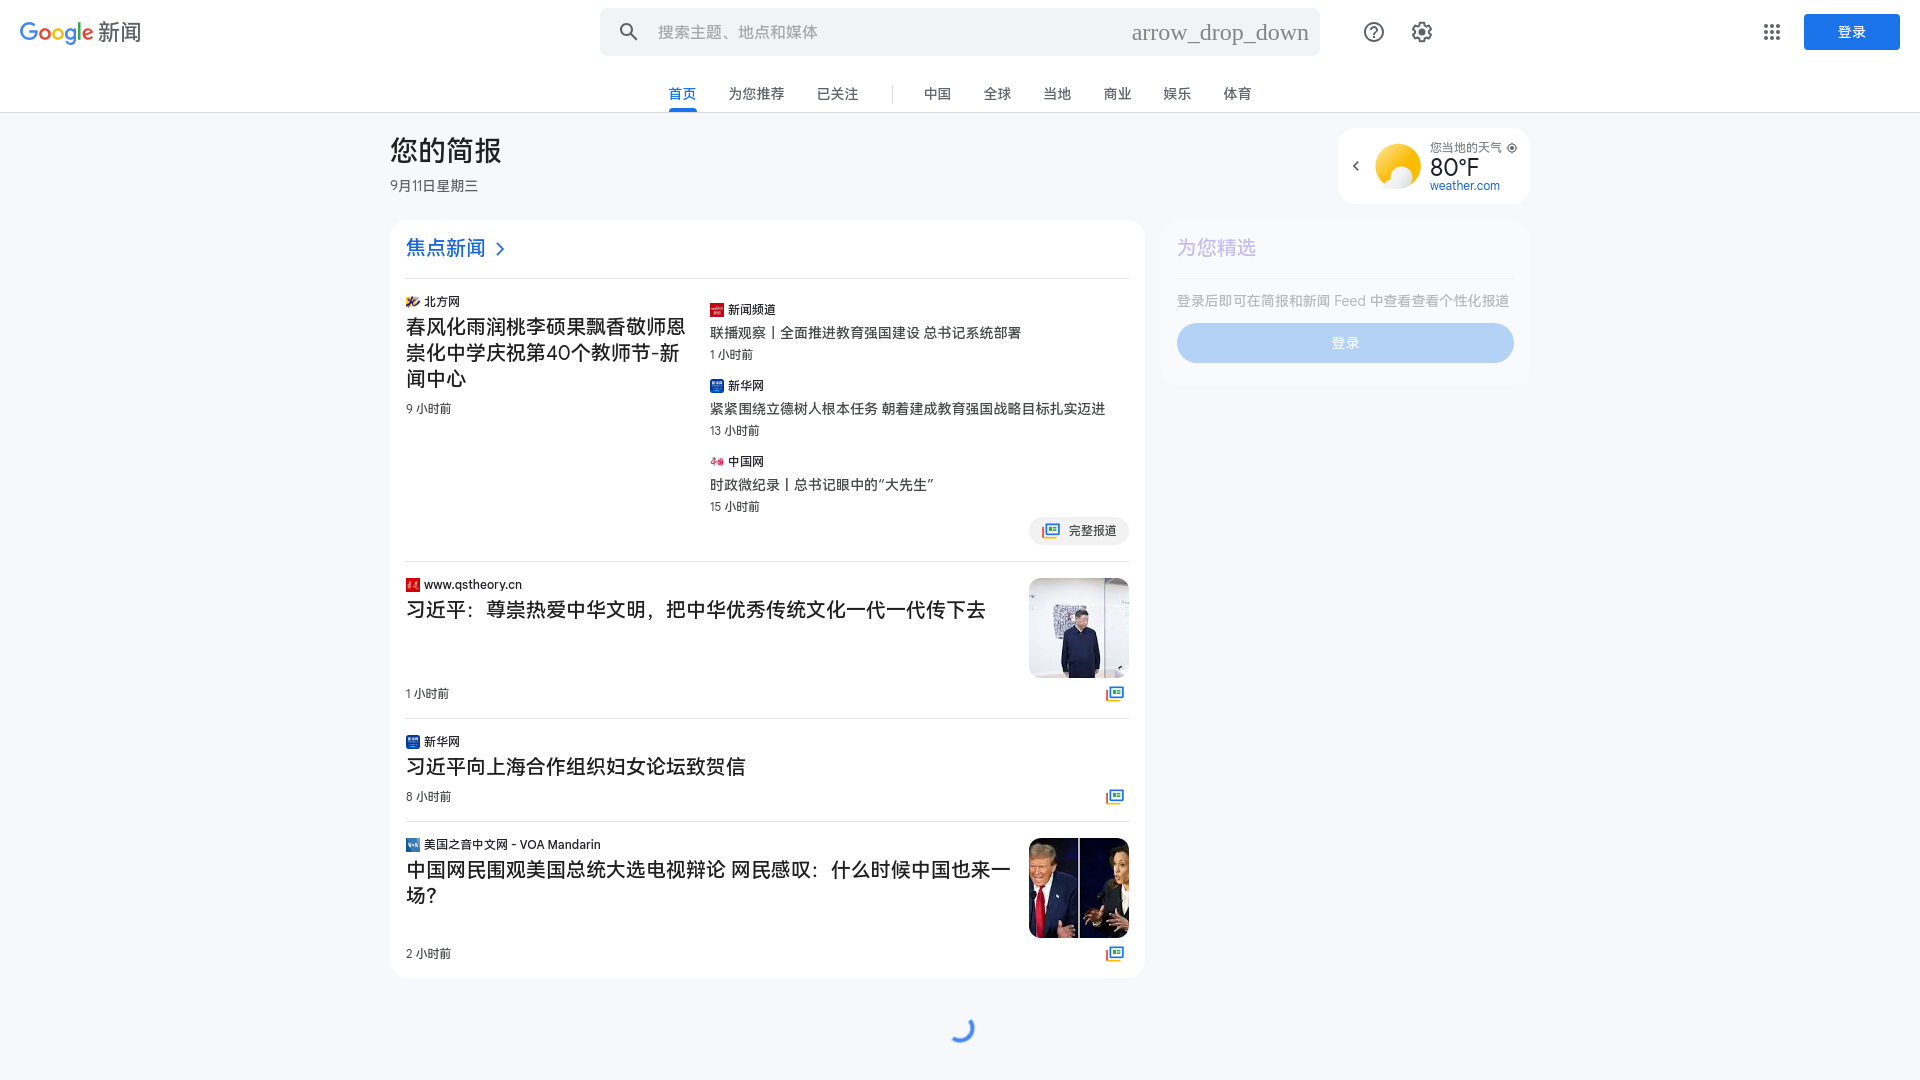 Google 新闻
搜索主题、地点和媒体
arrow_drop_down
登录
首页
为您推荐
已关注
中国
全球
当地
商业
娱乐
体育
您的简报
9月11日星期三
您当地的天气
80°F
weather.com
焦点新闻
北方网
春风化雨润桃李硕果飘香敬师恩
崇化中学庆祝第40个教师节-新
闻中心
9 小时前
新闻频道
联播观察丨全面推进教育强国建设 总书记系统部署
1 小时前
新华网
紧紧围绕立德树人根本任务 朝着建成教育强国战略目标扎实迈进
13 小时前
中国网
时政微纪录丨总书记眼中的“大先生”
15 小时前
完整报道
www.qstheory.cn
习近平：尊崇热爱中华文明，把中华优秀传统文化一代一代传下去
1 小时前
新华网
习近平向上海合作组织妇女论坛致贺信
8 小时前
美国之音中文网 - VOA Mandarin
中国网民围观美国总统大选电视辩论 网民感叹：什么时候中国也来一
场？
2 小时前
为您精选
登录后即可在简报和新闻 Feed 中查看查看个性化报道
登录